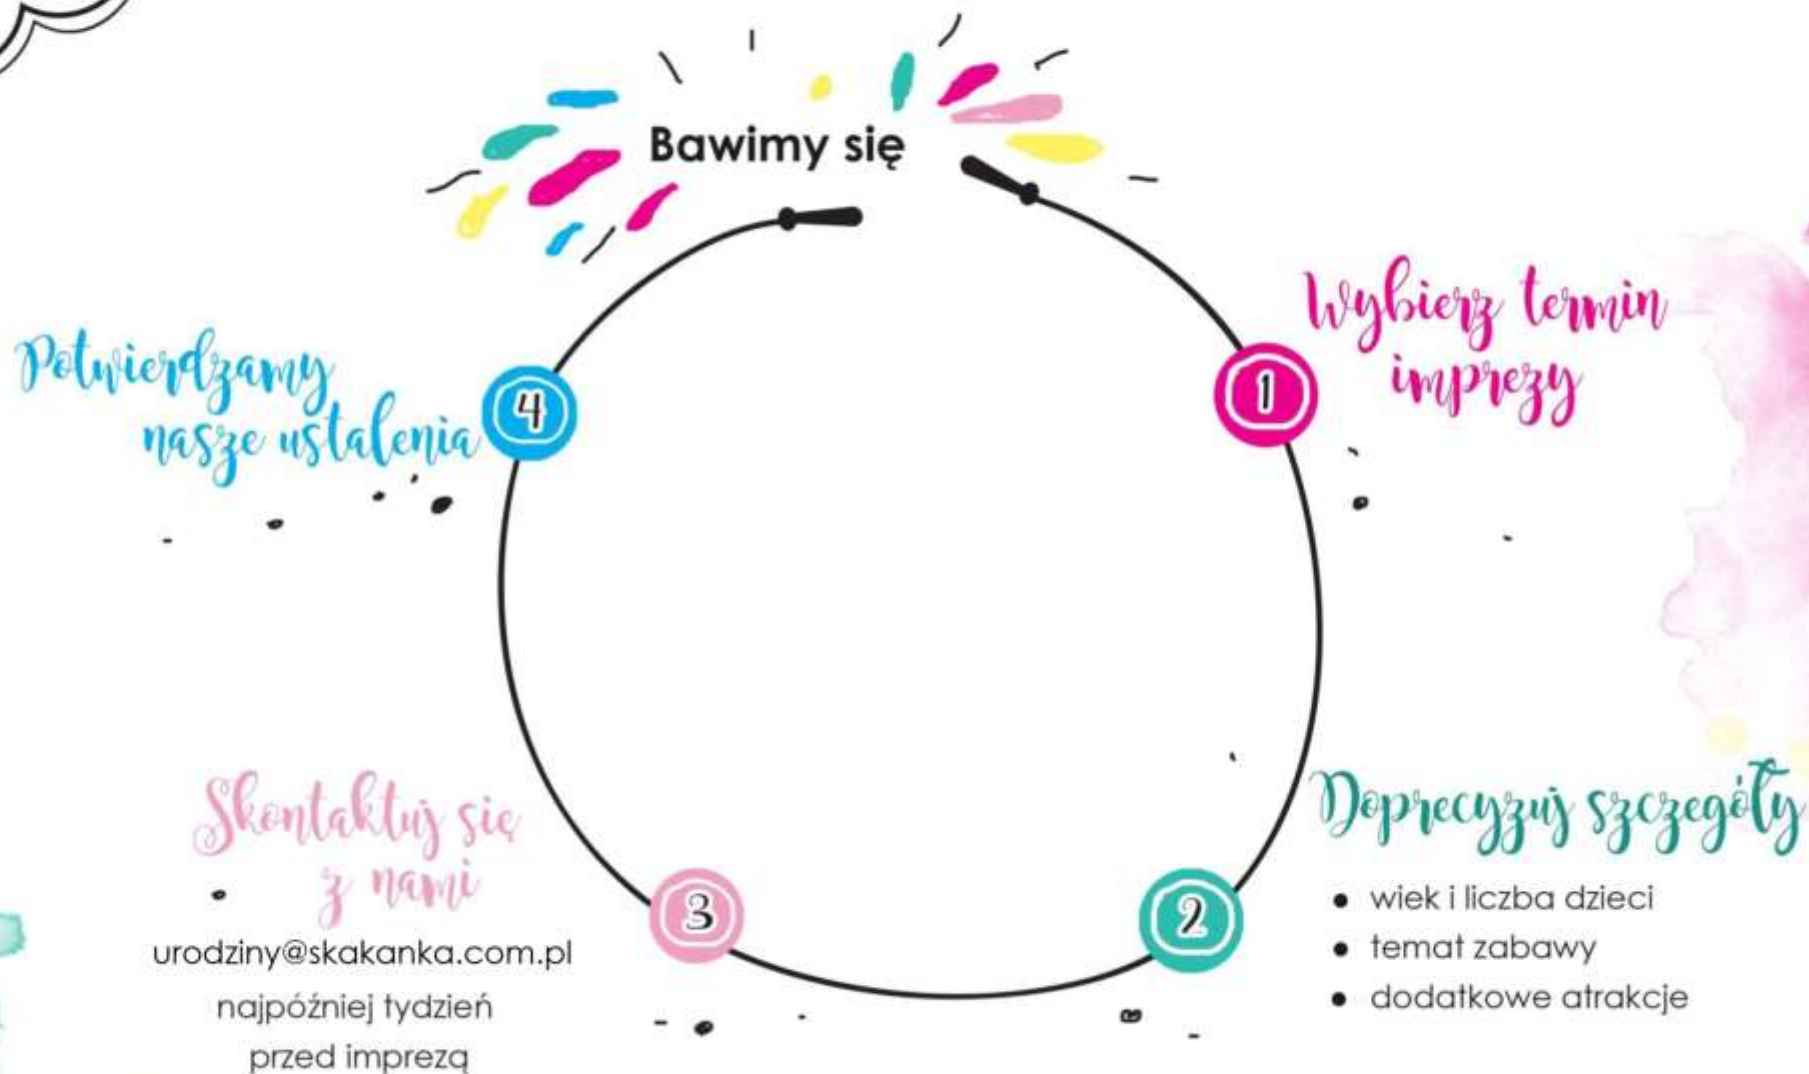 Bawimy się
1
Wybierz termin
imprezy
2
Doprecyzuj szczegóły
• wiek i liczba dzieci
• temat zabawy
• dodatkowe atrakcje
3
Skontaktuj się
z nami
urodziny@skakanka.com.pl
najpóźniej tydzień
przed imprezą
4
Potwierdzamy
nasze ustalenia